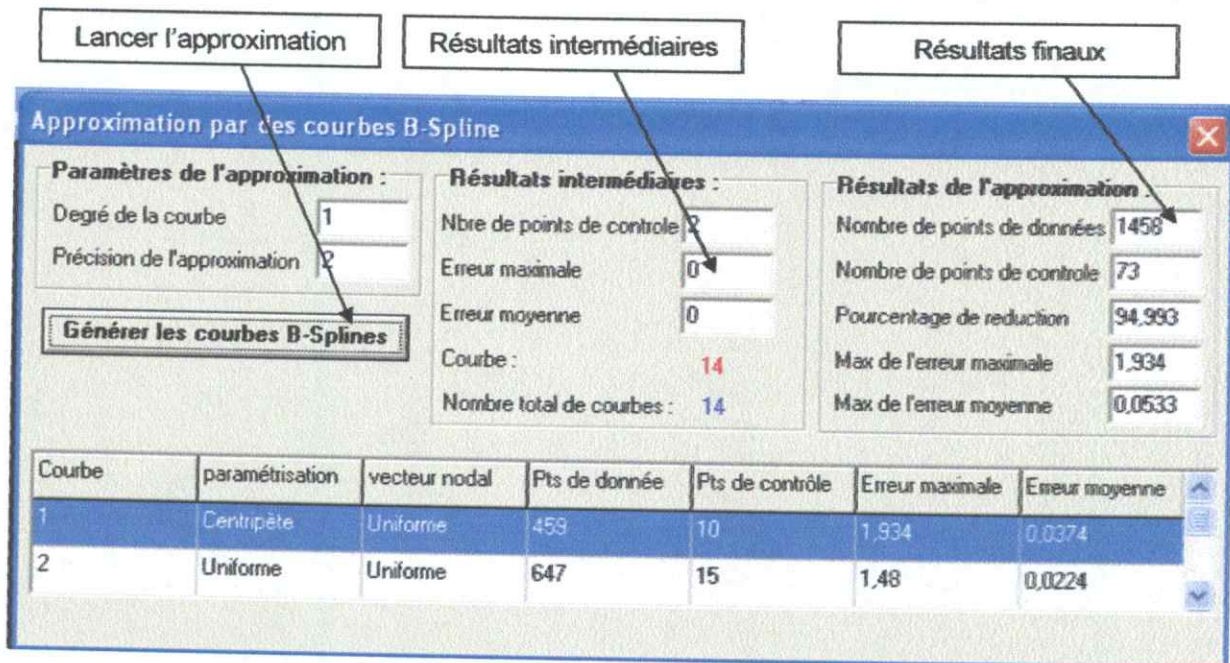 Lancer l'approximation
Résultats intermédiaires
Résultats finaux
Approximation par des courbes B-Spline
Paramètres de l'approximation :
Degré de la courbe 1
Précision de l'approximation 2
Générer les courbes B-Splines
Résultats intermédiaires :
Nbre de points de controle 2
Erreur maximale 0
Erreur moyenne 0
Courbe : 14
Nombre total de courbes : 14
Résultats de l'approximation :
Nombre de points de données 1458
Nombre de points de controle 73
Pourcentage de reduction 94,993
Max de l'erreur maximale 1,934
Max de l'erreur moyenne 0,0533
Courbe paramétrisation vecteur nodal Pts de donnée Pts de contrôle Erreur maximale Erreur moyenne
1 Centripète Uniforme 459 10 1,934 0,0374
2 Uniforme Uniforme 647 15 1,48 0,0224